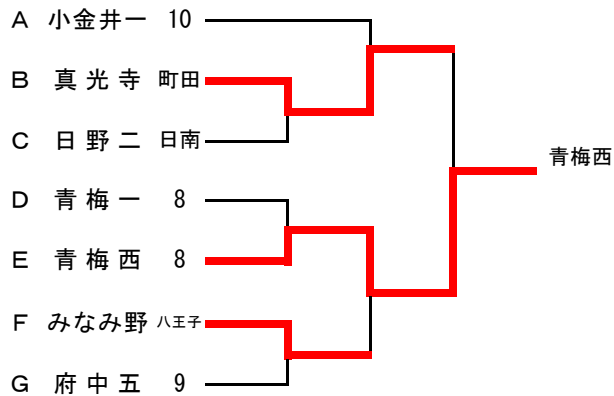 A 小金井一 10
B 真光寺 町田
C 日野二 日南
青梅西
D 青梅一 8
E 青梅西 8
F みなみ野 八王子
G 府中五 9